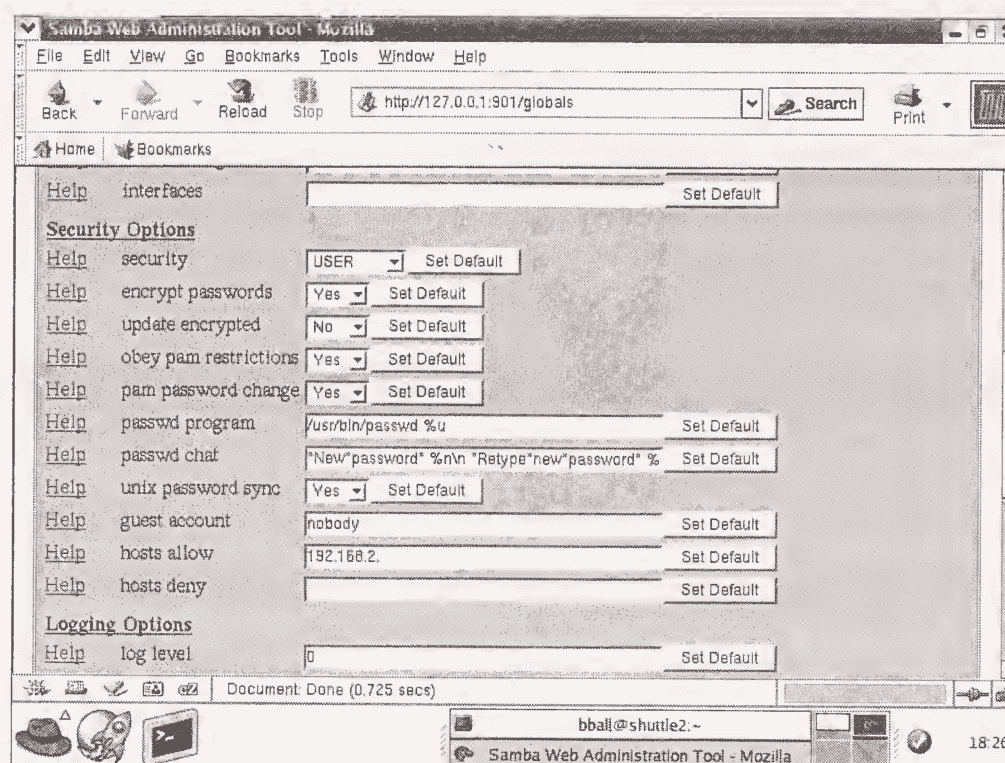 Samba Web Administration Tool - Mozilla
File Edit View Go Bookmarks Tools Window Help
Back Forward Reload Stop http://127.0.0.1:901/globals Search Print
Home Bookmarks
Help interfaces Set Default
Security Options
Help security USER Set Default
Help encrypt passwords Yes Set Default
Help update encrypted No Set Default
Help obey pam restrictions Yes Set Default
Help pam password change Yes Set Default
Help passwd program /usr/bin/passwd %u Set Default
Help passwd chat *New*password* %n\n *Retype*new*password* % Set Default
Help unix password sync Yes Set Default
Help guest account nobody Set Default
Help hosts allow 192.168.2. Set Default
Help hosts deny Set Default
Logging Options
Help log level 0 Set Default
Document: Done (0.725 secs)
bball@shuttle2:~
Samba Web Administration Tool - Mozilla
18:26